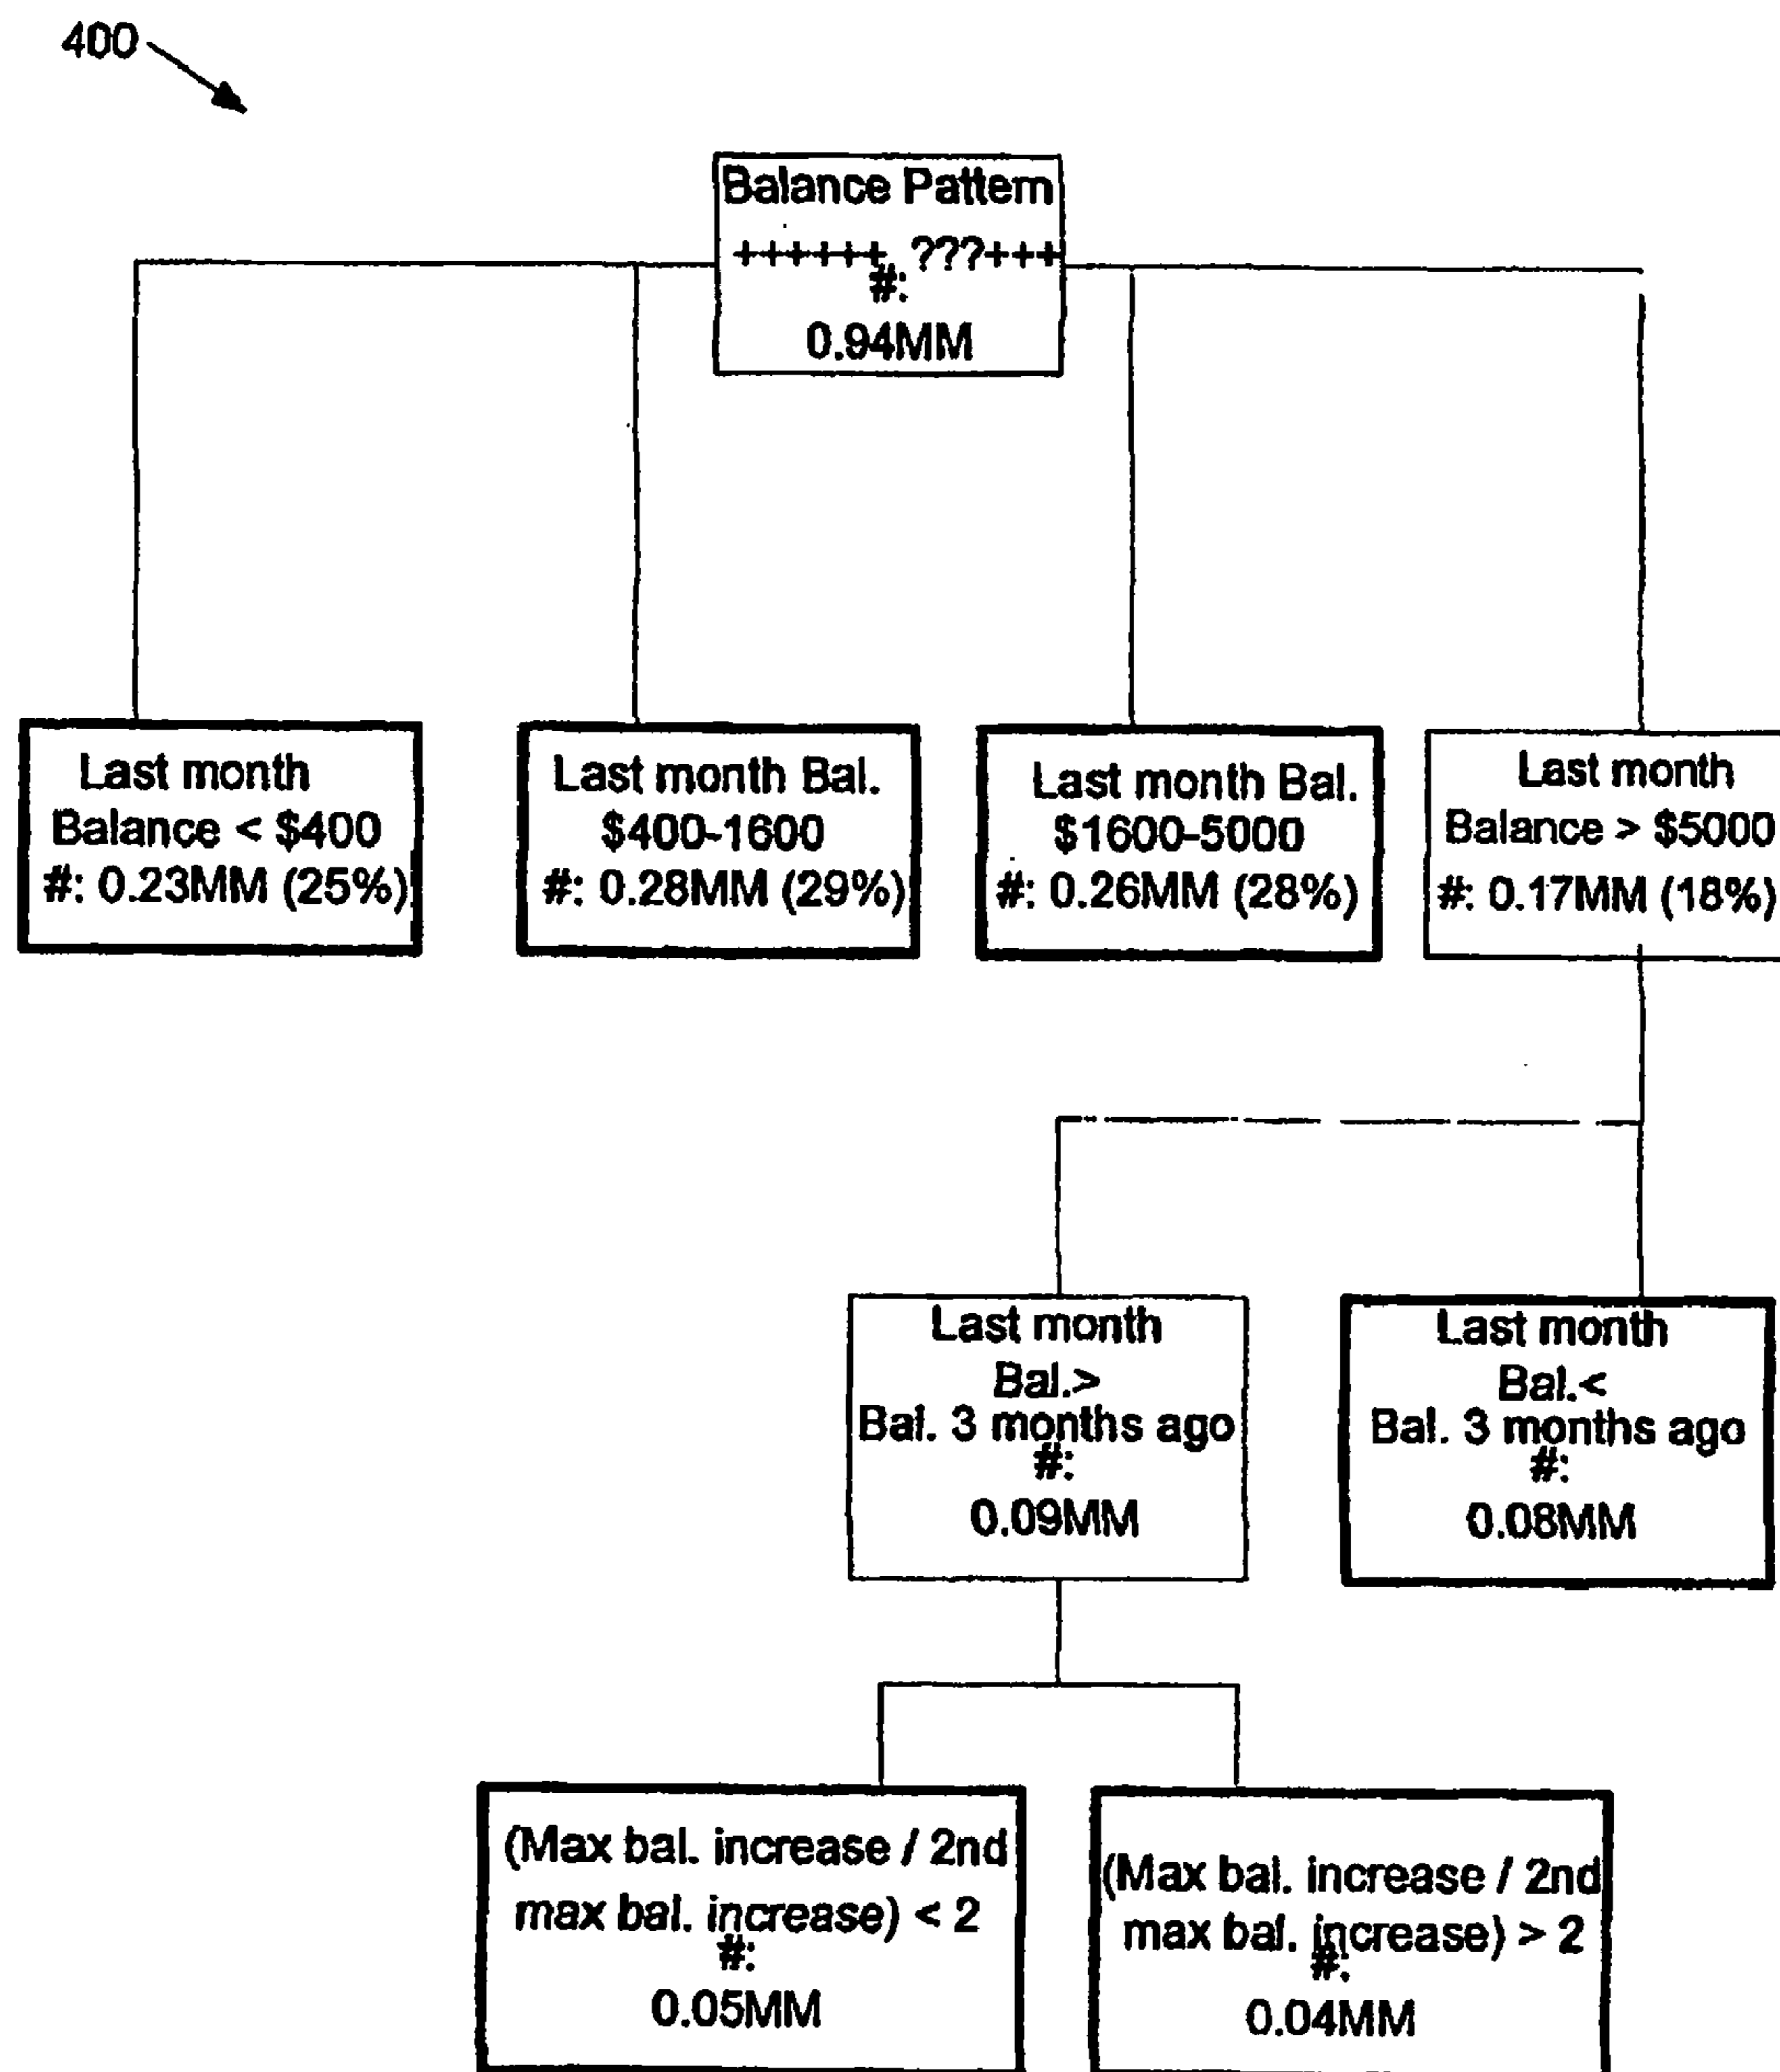 400
Balance Pattern
++++++ ???+++
#:
0.94MM
Last month
Balance < $400
#: 0.23MM (25%)
Last month Bal.
$400-1600
#: 0.28MM (29%)
Last month Bal.
$1600-5000
#: 0.26MM (28%)
Last month
Balance > $5000
#: 0.17MM (18%)
Last month
Bal.>
Bal. 3 months ago
#:
0.09MM
Last month
Bal.<
Bal. 3 months ago
#:
0.08MM
(Max bal. increase / 2nd
max bal. increase) < 2
#:
0.05MM
(Max bal. increase / 2nd
max bal. increase) > 2
#:
0.04MM